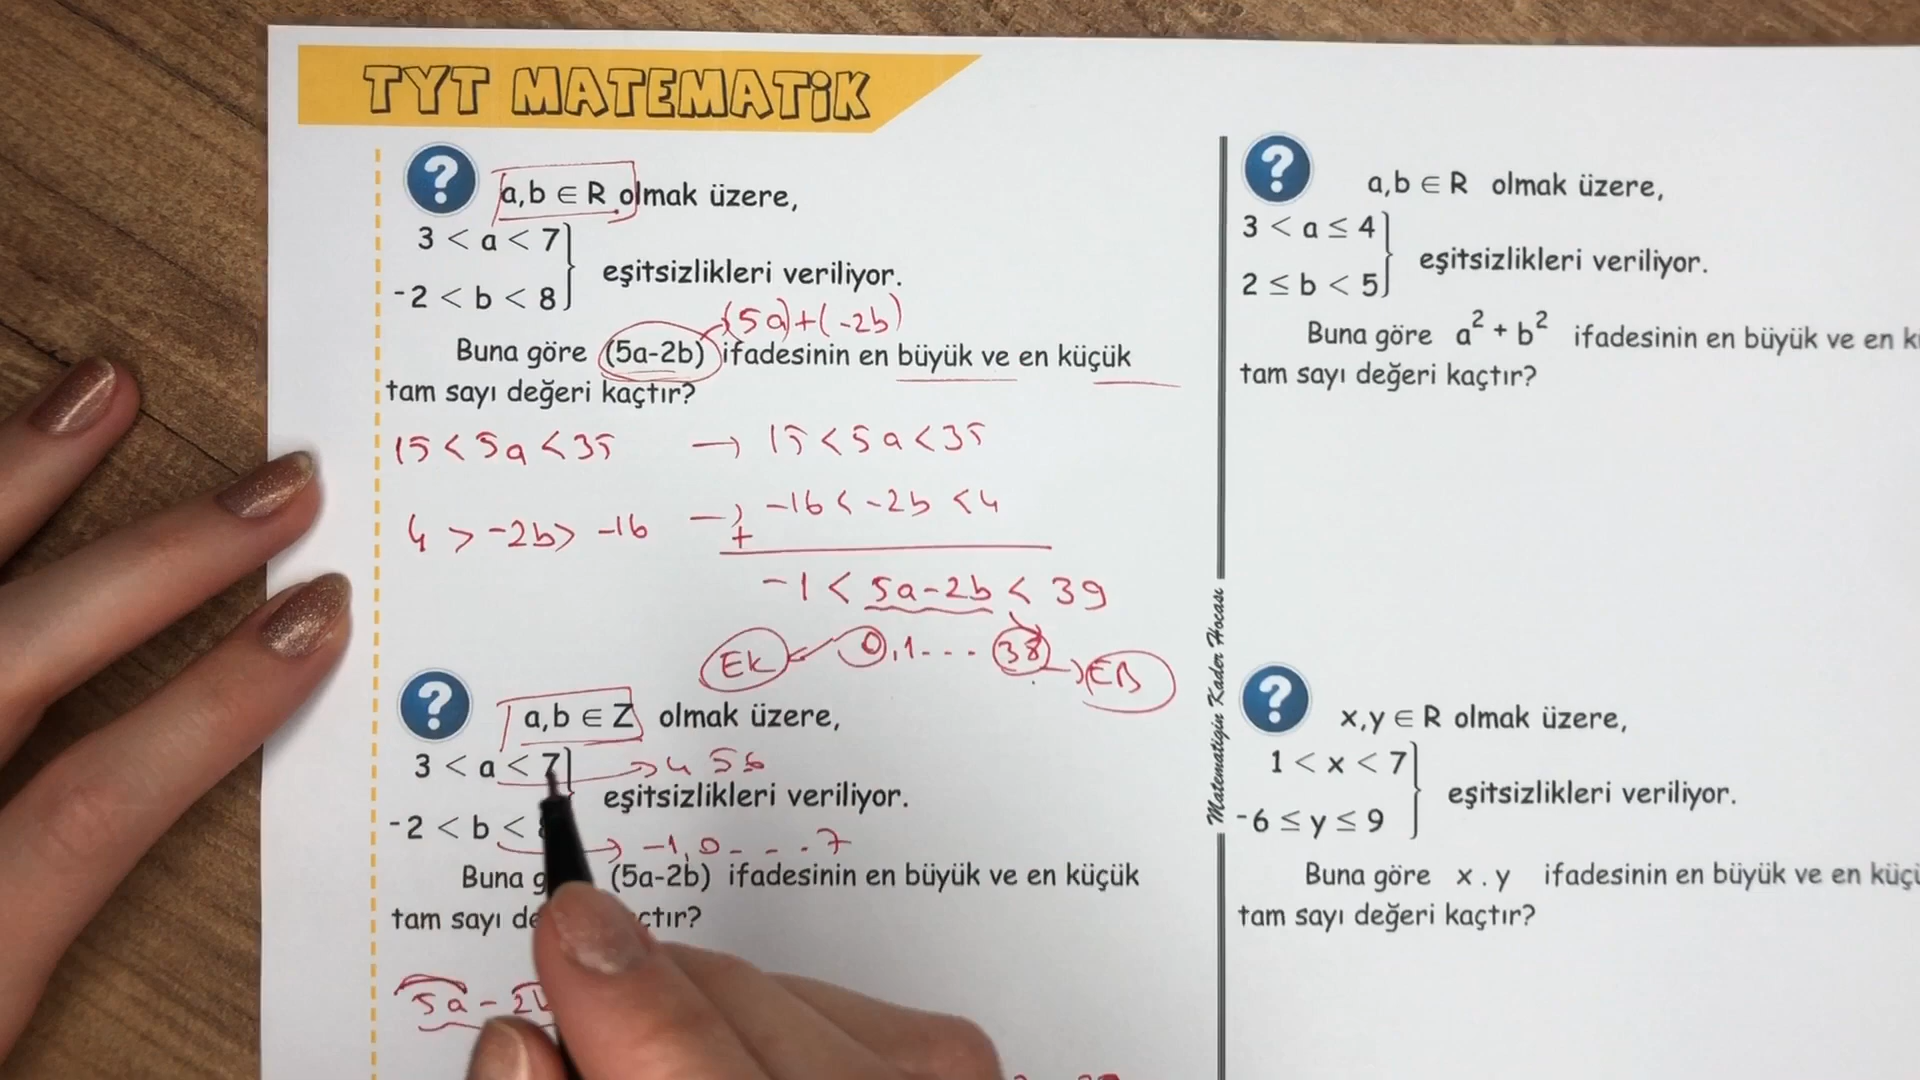 TYT MATEMATİK
a,b ∈ R olmak üzere,
3 < a < 7
-2 < b < 8
eşitsizlikleri veriliyor.
(5a)+(-2b)
Buna göre (5a-2b) ifadesinin en büyük ve en küçük
tam sayı değeri kaçtır?
15 < 5a < 35 → 15 < 5a < 35
4 > -2b > -16 → -16 < -2b < 4
+
-1 < 5a-2b < 39
EK 0,1... 38 EB
a,b ∈ Z olmak üzere,
3 < a < 7 → 4 5 6
eşitsizlikleri veriliyor.
-2 < b < → -1,0....7
Buna (5a-2b) ifadesinin en büyük ve en küçük
tam sayı
5a -
Matematiğin Kader Hocası
a,b ∈ R olmak üzere,
3 < a ≤ 4
2 ≤ b < 5
eşitsizlikleri veriliyor.
Buna göre a² + b² ifadesinin en büyük ve en
tam sayı değeri kaçtır?
x,y ∈ R olmak üzere,
1 < x < 7
-6 ≤ y ≤ 9
eşitsizlikleri veriliyor.
Buna göre x . y ifadesinin en büyük ve en
tam sayı değeri kaçtır?